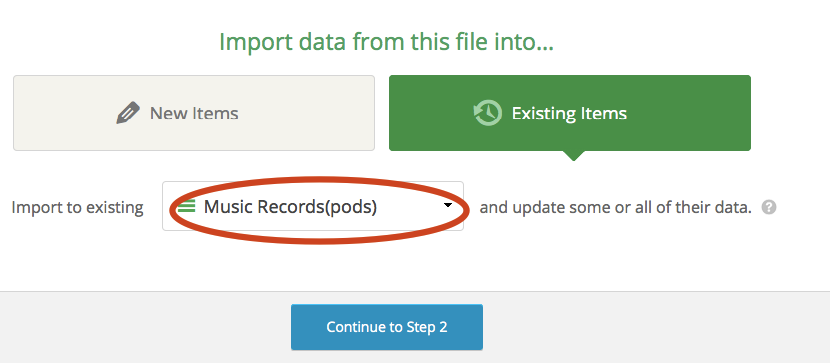 Import data from this file into...
New Items
Existing Items
Import to existing Music Records(pods) and update some or all of their data. ?
Continue to Step 2